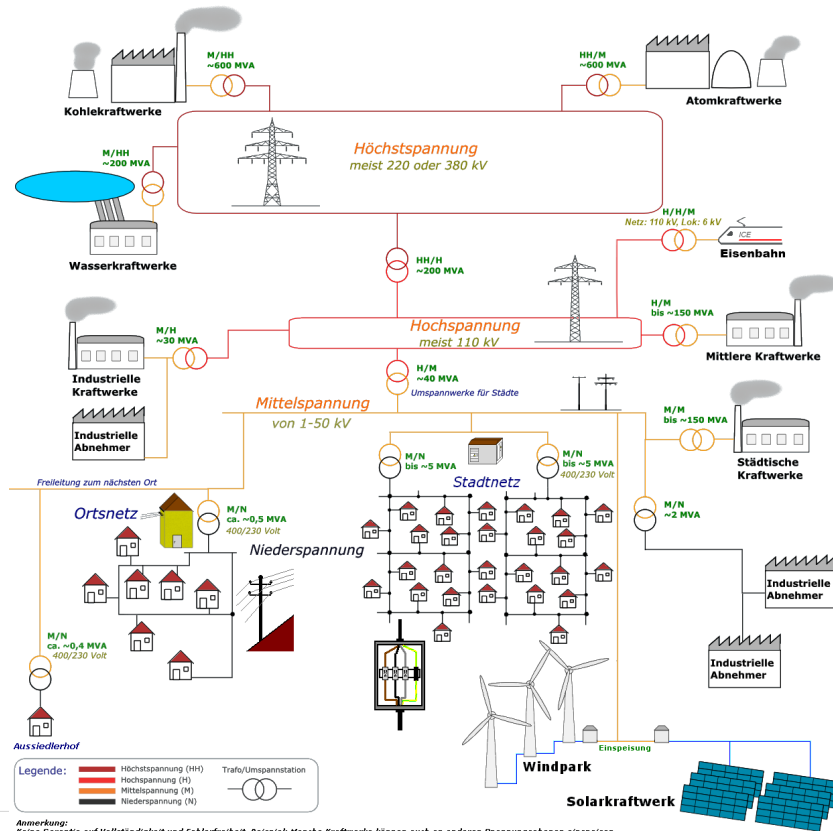 M/HH
~600 MVA
HH/M
~600 MVA
Kohlekraftwerke
Atomkraftwerke
Höchstspannung
meist 220 oder 380 kV
M/HH
~200 MVA
Wasserkraftwerke
H/H/M
Netz: 110 kV, Lok: 6 kV
ICE
Eisenbahn
HH/H
~200 MVA
H/M
bis ~150 MVA
Mittlere Kraftwerke
Hochspannung
meist 110 kV
M/H
~30 MVA
Industrielle
Kraftwerke
H/M
~40 MVA
Umspannwerke für Städte
Industrielle
Abnehmer
Mittelspannung
von 1-50 kV
M/M
bis ~150 MVA
Städtische
Kraftwerke
M/N
bis ~5 MVA
M/N
bis ~5 MVA
400/230 Volt
Stadtnetz
Freileitung zum nächsten Ort
Ortsnetz
M/N
ca. ~0,5 MVA
400/230 Volt
Niederspannung
M/N
~2 MVA
Industrielle
Abnehmer
Industrielle
Abnehmer
M/N
ca. ~0,4 MVA
400/230 Volt
Aussiedlerhof
Einspeisung
Windpark
Solarkraftwerk
Legende:
Höchstspannung (HH)
Hochspannung (H)
Mittelspannung (M)
Niederspannung (N)
Trafo/Umspannstation
Anmerkung: